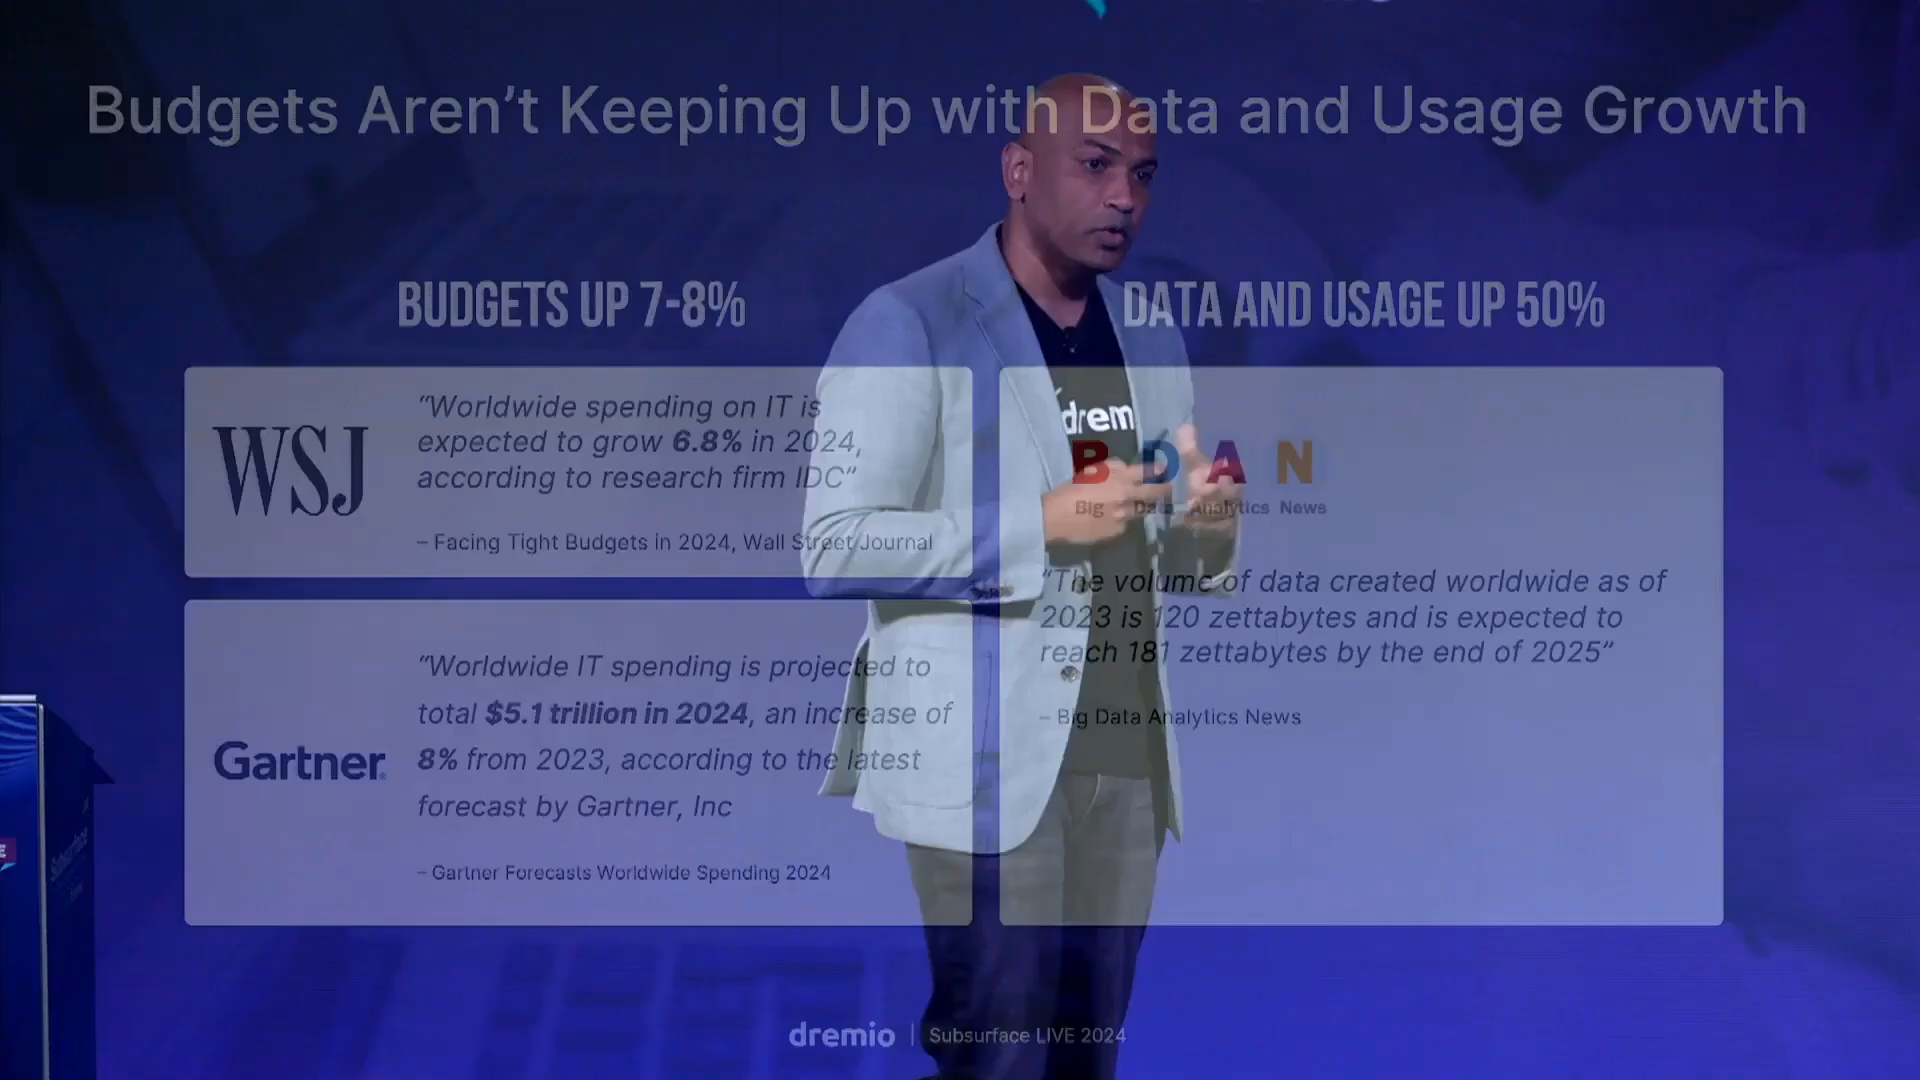 Budgets Aren't Keeping Up with Data and Usage Growth
BUDGETS UP 7-8%
WSJ
“Worldwide spending on IT is
expected to grow 6.8% in 2024,
according to research firm IDC”
– Facing Tight Budgets in 2024, Wall Street Journal
Gartner
“Worldwide IT spending is projected to
total $5.1 trillion in 2024, an increase of
8% from 2023, according to the latest
forecast by Gartner, Inc
– Gartner Forecasts Worldwide Spending 2024
DATA AND USAGE UP 50%
drem
B D A N
Big Data Analytics News
“The volume of data created worldwide as of
2023 is 120 zettabytes and is expected to
reach 181 zettabytes by the end of 2025”
– Big Data Analytics News
Subsurface
dremio | Subsurface LIVE 2024